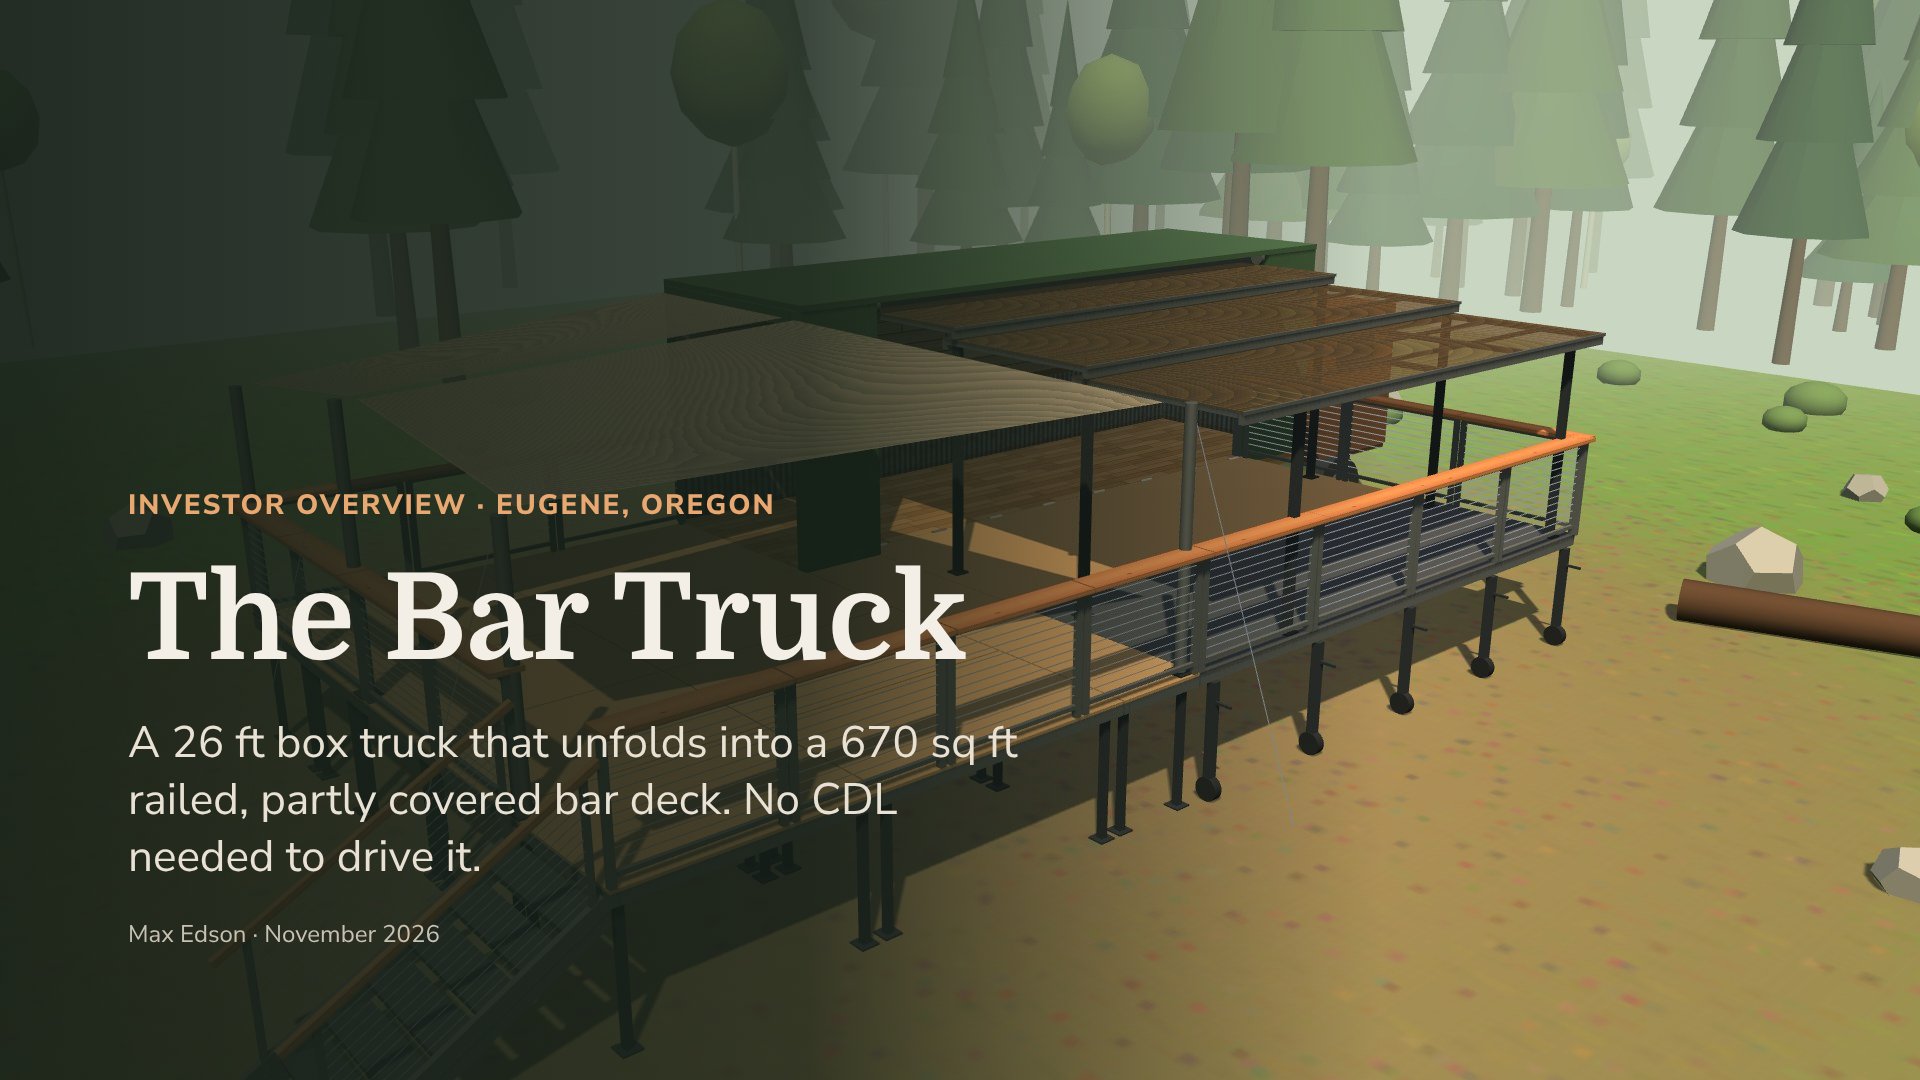 INVESTOR OVERVIEW · EUGENE, OREGON
The Bar Truck
A 26 ft box truck that unfolds into a 670 sq ft
railed, partly covered bar deck. No CDL
needed to drive it.
Max Edson · November 2026